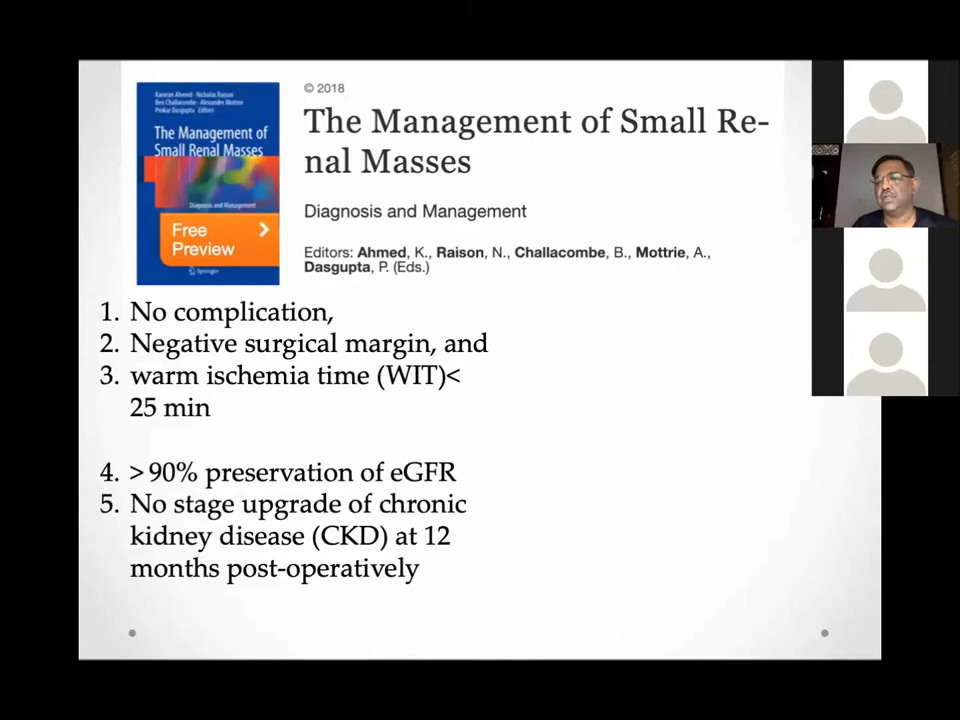 Kamran Ahmed · Nicholas Raison
Ben Challacombe · Alexandre Mottrie
Prokar Dasgupta Editors
The Management of
Small Renal Masses
Diagnosis and Management
Free
Preview
Springer
© 2018
The Management of Small Re-
nal Masses
Diagnosis and Management
Editors: Ahmed, K., Raison, N., Challacombe, B., Mottrie, A.,
Dasgupta, P. (Eds.)
1. No complication,
2. Negative surgical margin, and
3. warm ischemia time (WIT)<
25 min
4. > 90% preservation of eGFR
5. No stage upgrade of chronic
kidney disease (CKD) at 12
months post-operatively